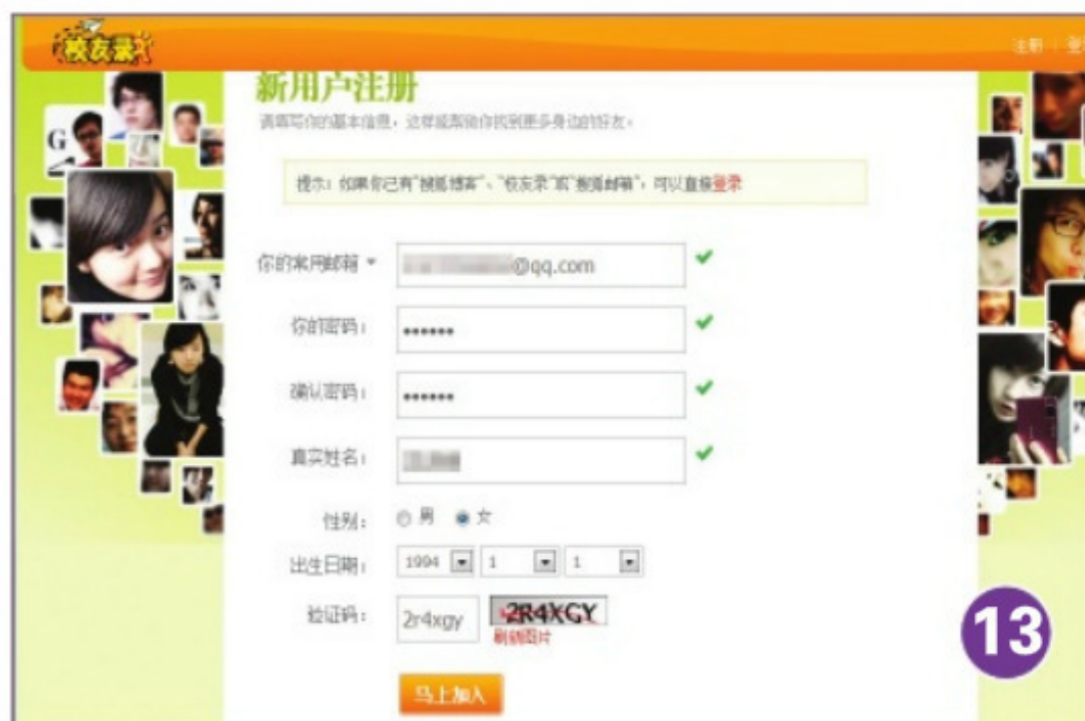 校友录
注册 | 登
新用户注册
请填写你的基本信息，这样能帮助你找到更多身边的好友。
提示：如果你已有"搜狐博客"、"校友录"或"搜狐邮箱"，可以直接登录
你的常用邮箱
@qq.com
你的密码：
••••••
确认密码：
••••••
真实姓名：
性别：
男 女
出生日期：
1994 1 1
验证码：
2r4xgy 2R4XGY
刷新图片
马上加入
13
G